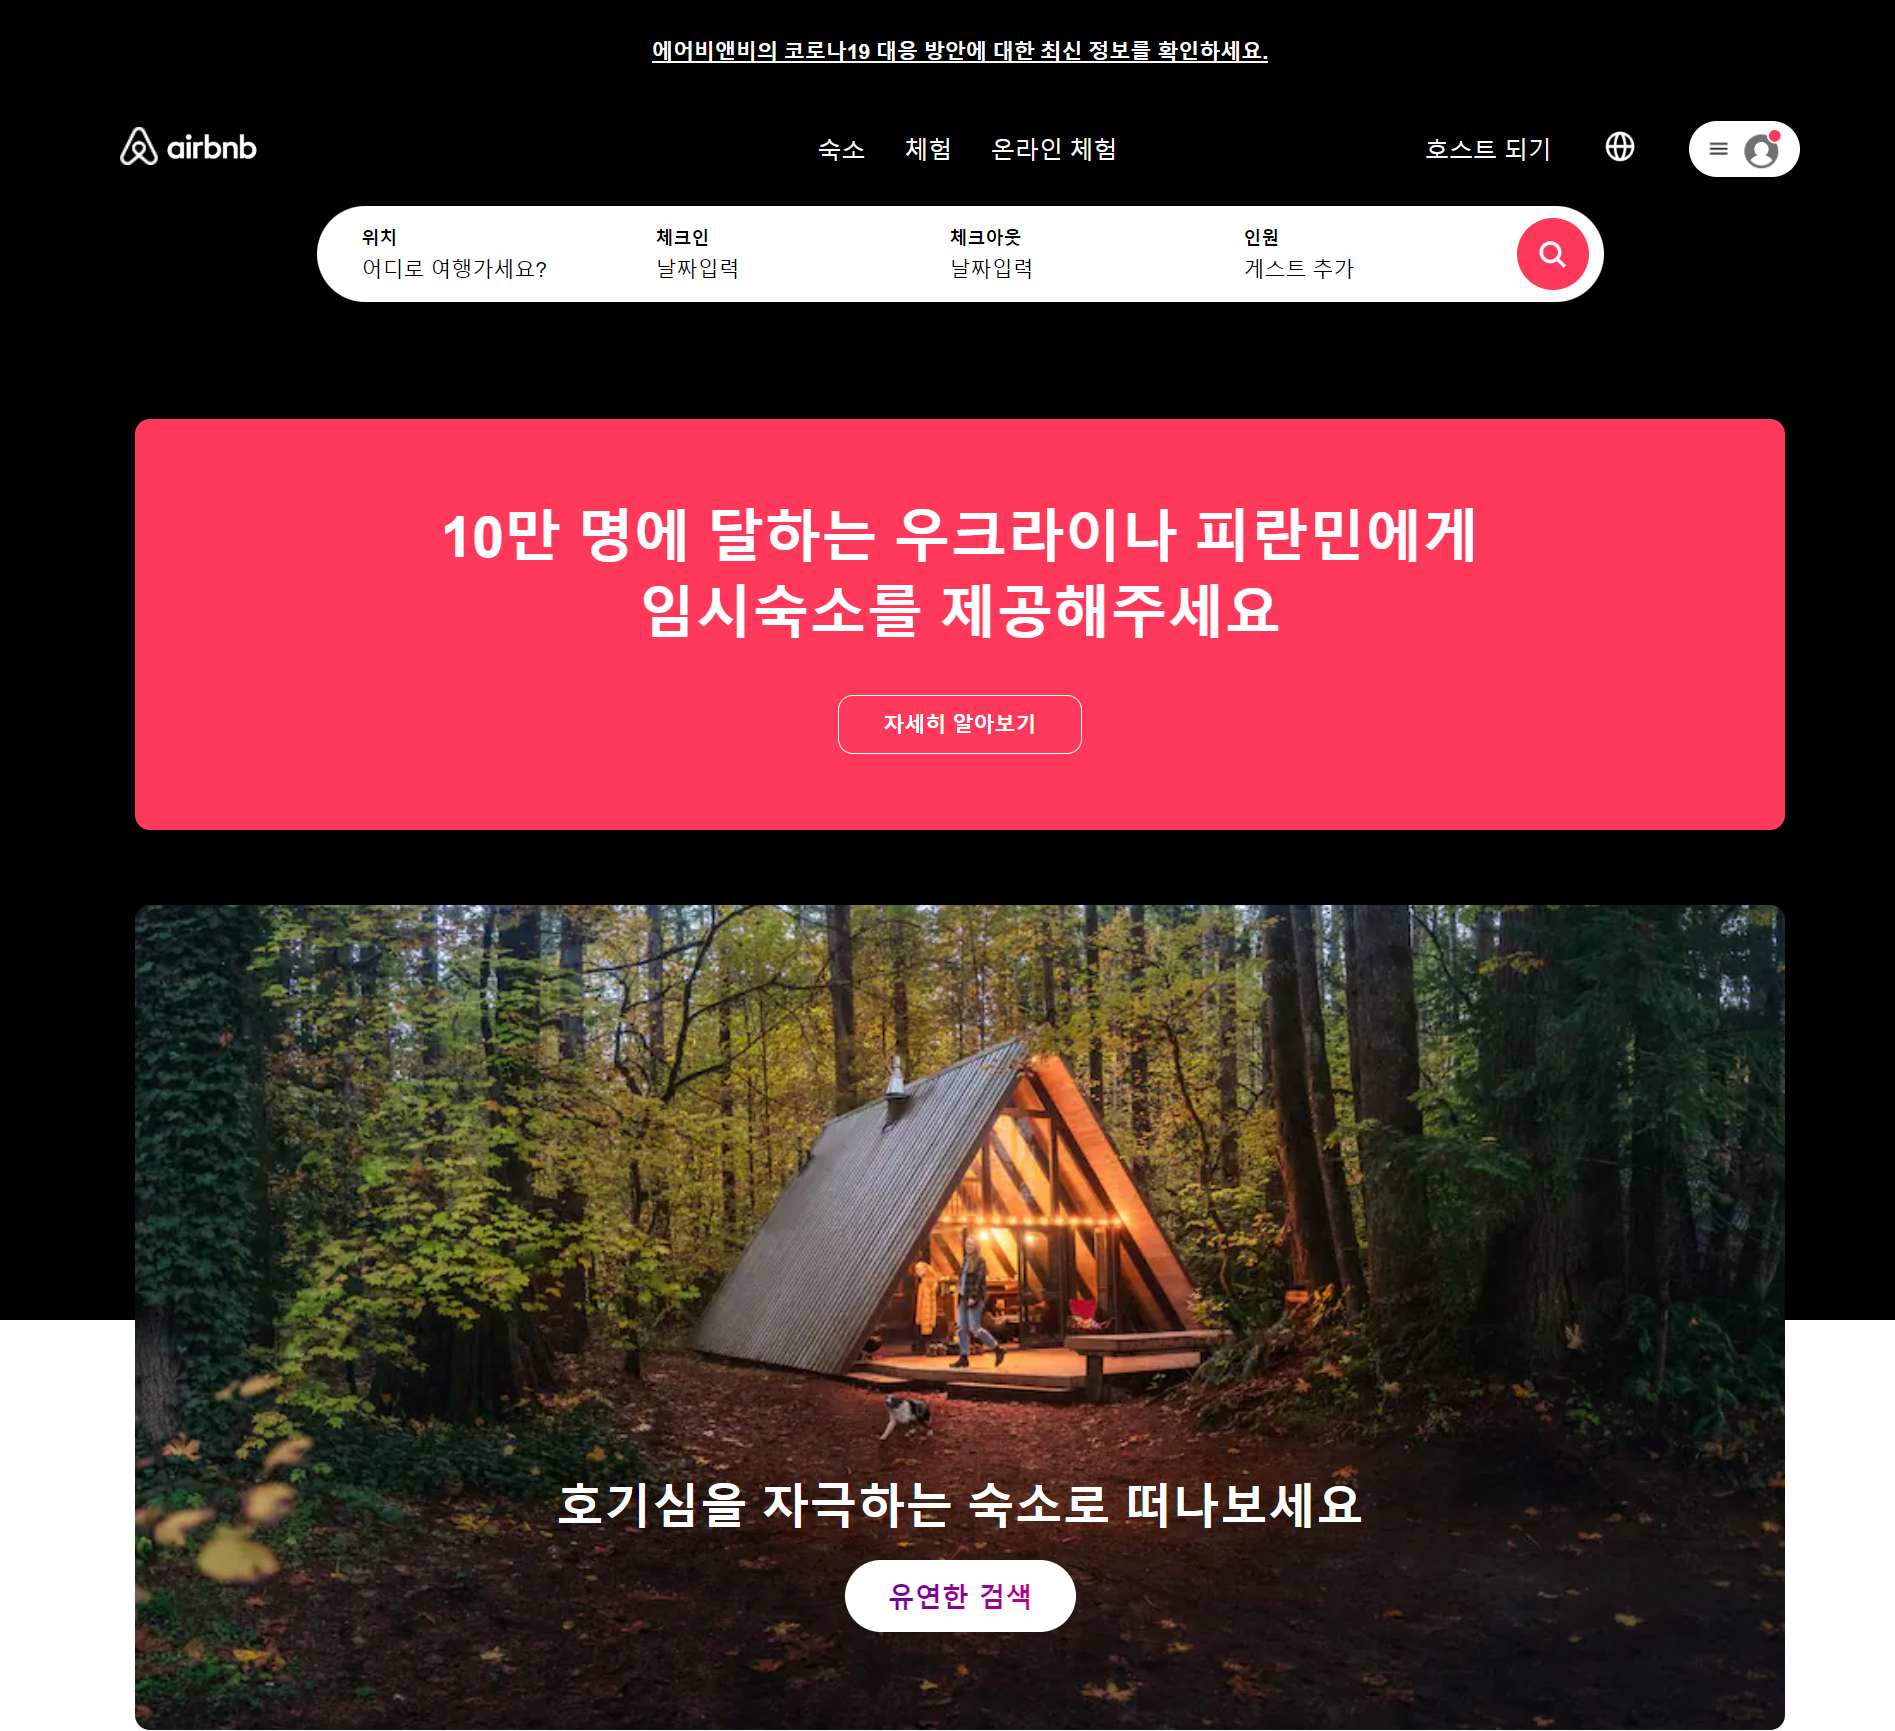 에어비앤비의 코로나19 대응 방안에 대한 최신 정보를 확인하세요.
airbnb
숙소 체험 온라인 체험
호스트 되기
위치 체크인 체크아웃 인원
어디로 여행가세요? 날짜입력 날짜입력 게스트 추가
10만 명에 달하는 우크라이나 피란민에게
임시숙소를 제공해주세요
자세히 알아보기
호기심을 자극하는 숙소로 떠나보세요
유연한 검색